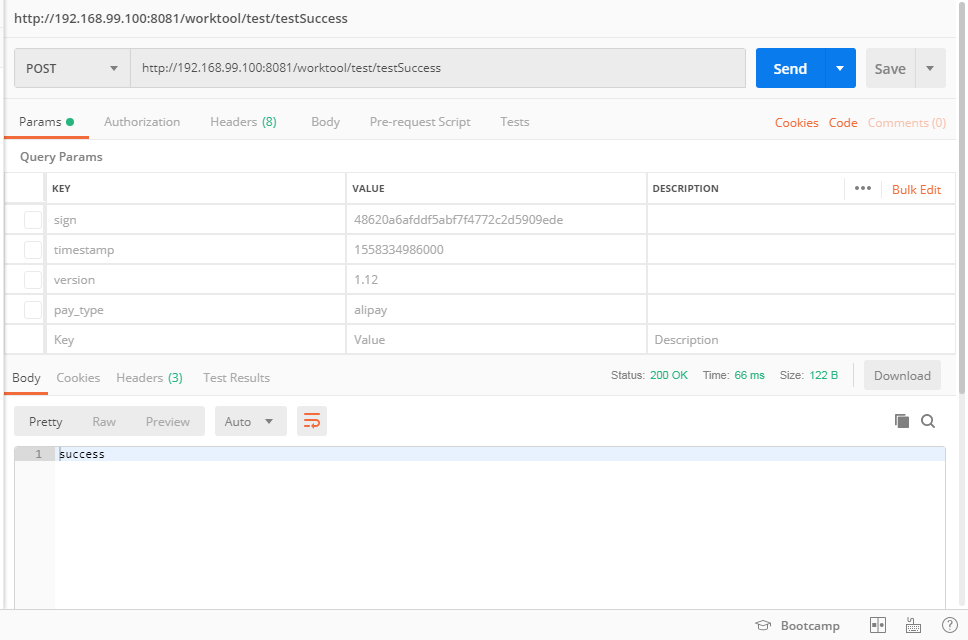 http://192.168.99.100:8081/worktool/test/testSuccess
POST http://192.168.99.100:8081/worktool/test/testSuccess Send Save
Params Authorization Headers (8) Body Pre-request Script Tests Cookies Code Comments (0)
Query Params
KEY VALUE DESCRIPTION ••• Bulk Edit
sign 48620a6afddf5abf7f4772c2d5909ede
timestamp 1558334986000
version 1.12
pay_type alipay
Key Value Description
Body Cookies Headers (3) Test Results Status: 200 OK Time: 66 ms Size: 122 B Download
Pretty Raw Preview Auto
1 success
Bootcamp ?